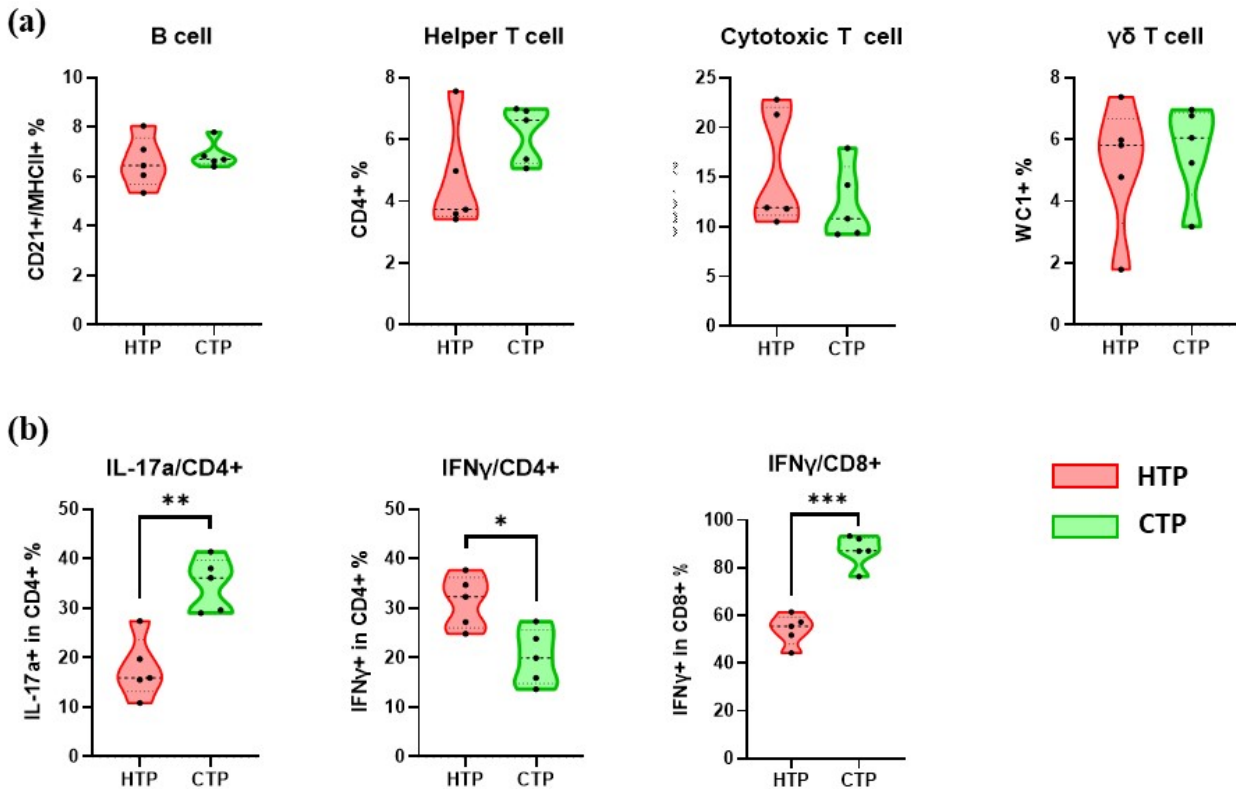 (a)
B cell
CD21+/MHCII+ %
10
8
6
4
2
0
HTP CTP
Helper T cell
CD4+ %
8
6
4
2
0
HTP CTP
Cytotoxic T cell
25
20
15
10
5
0
HTP CTP
γδ T cell
WC1+ %
8
6
4
2
0
HTP CTP
(b)
IL-17a/CD4+
**
IL-17a+ in CD4+ %
50
40
30
20
10
0
HTP CTP
IFNγ/CD4+
*
IFNγ+ in CD4+ %
50
40
30
20
10
0
HTP CTP
IFNγ/CD8+
***
IFNγ+ in CD8+ %
100
80
60
40
20
0
HTP CTP
HTP
CTP